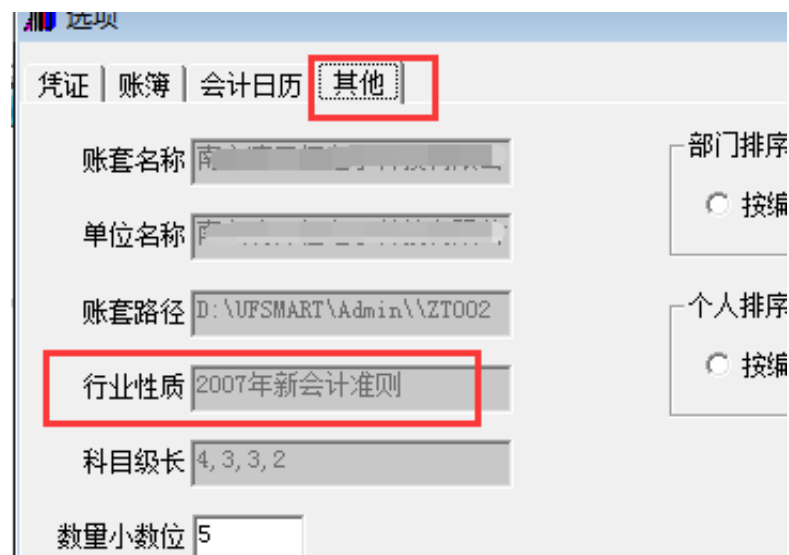 选项
凭证 账簿 会计日历 其他
账套名称
部门排序
按编
单位名称
账套路径 D:\UFSMART\Admin\\ZT002
个人排序
行业性质 2007年新会计准则
按编
科目级长 4,3,3,2
数量小数位 5